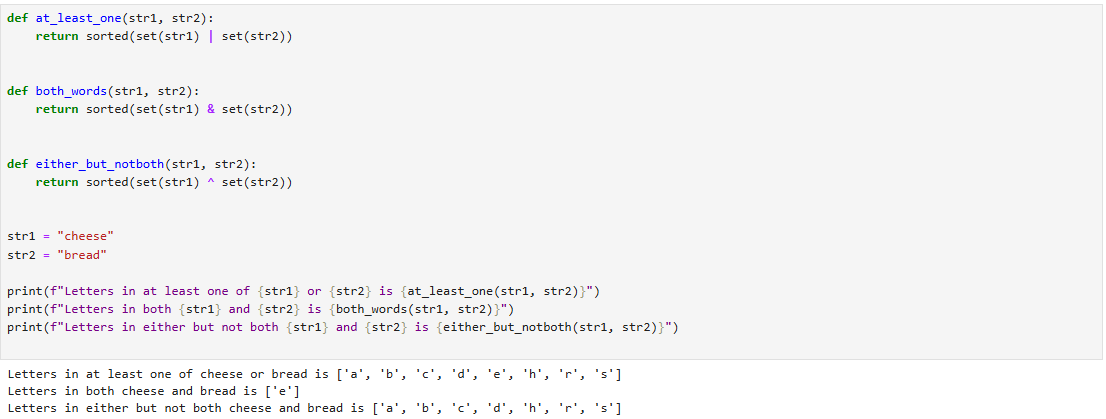 def at_least_one(str1, str2):
    return sorted(set(str1) | set(str2))
def both_words(str1, str2):
    return sorted(set(str1) & set(str2))
def either_but_notboth(str1, str2):
    return sorted(set(str1) ^ set(str2))
str1 = "cheese"
str2 = "bread"
print(f"Letters in at least one of {str1} or {str2} is {at_least_one(str1, str2)}")
print(f"Letters in both {str1} and {str2} is {both_words(str1, str2)}")
print(f"Letters in either but not both {str1} and {str2} is {either_but_notboth(str1, str2)}")
Letters in at least one of cheese or bread is ['a', 'b', 'c', 'd', 'e', 'h', 'r', 's']
Letters in both cheese and bread is ['e']
Letters in either but not both cheese and bread is ['a', 'b', 'c', 'd', 'h', 'r', 's']